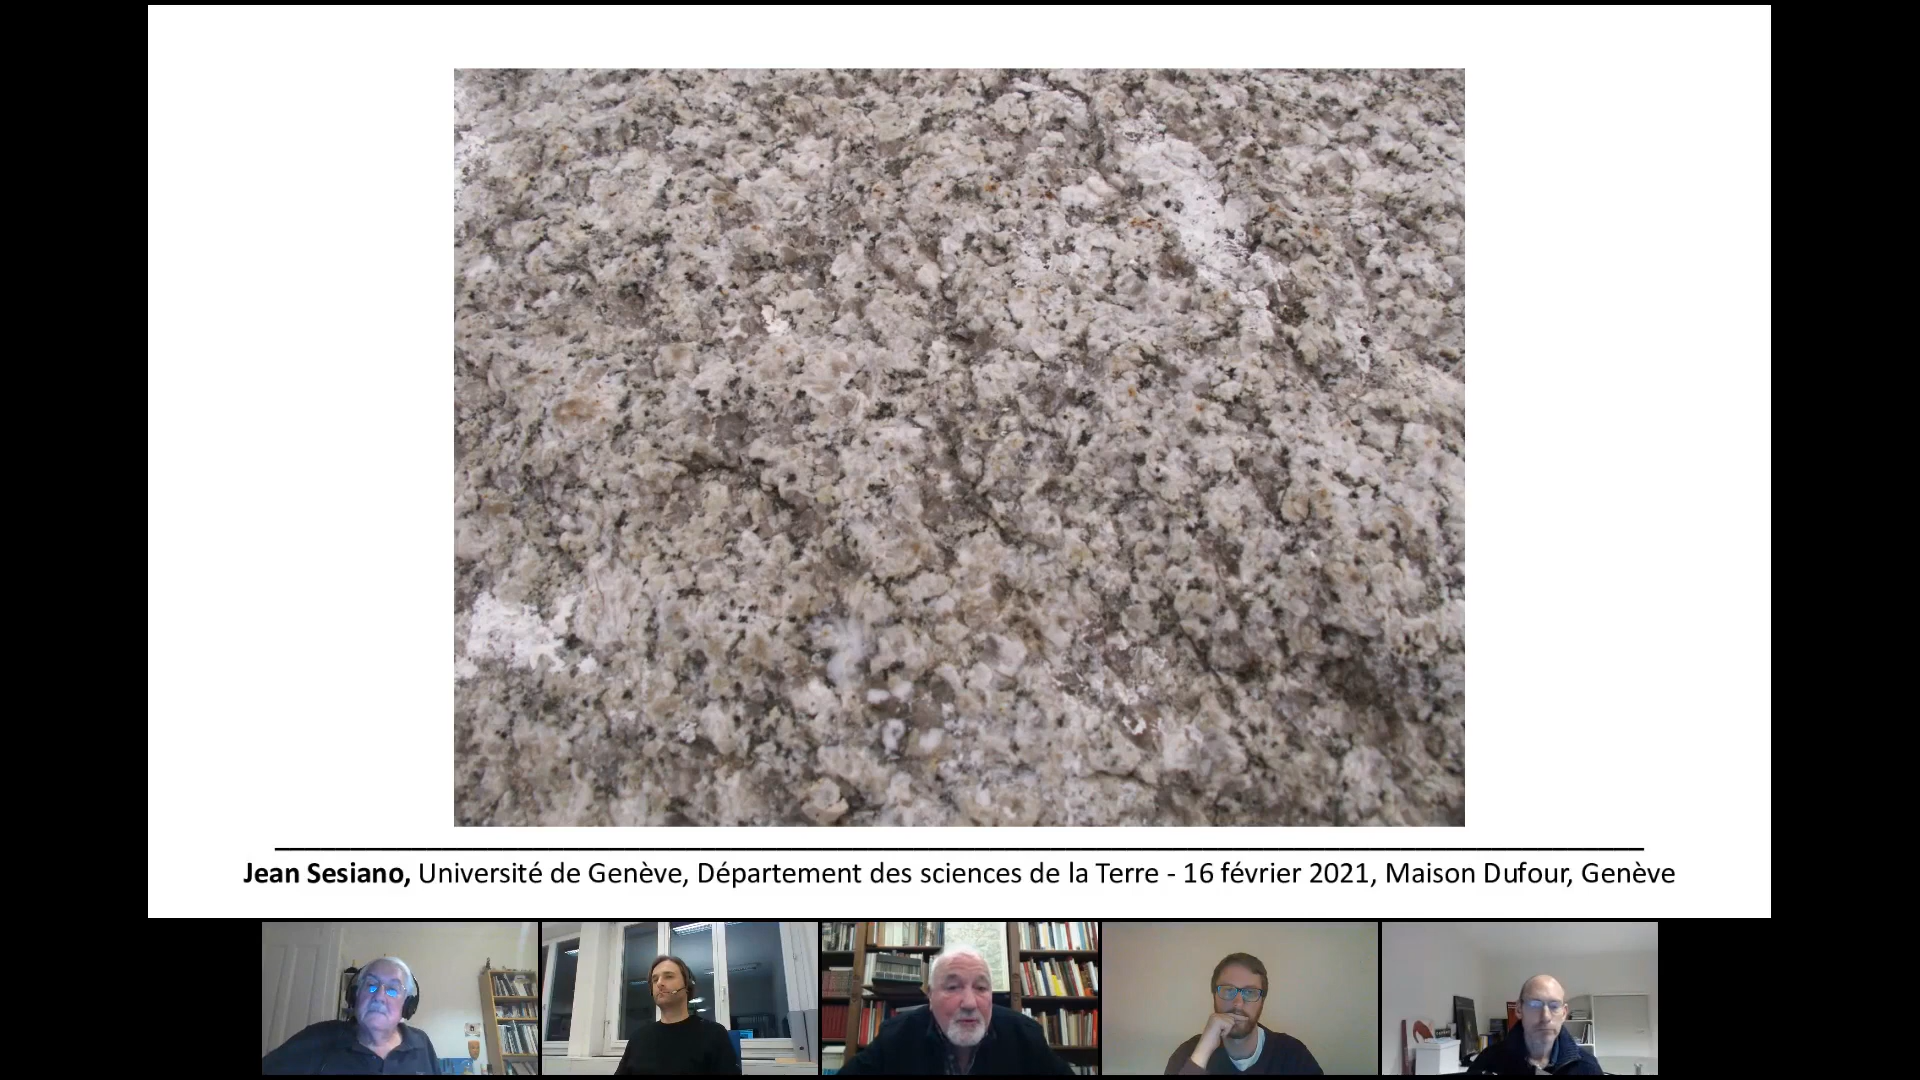 Jean Sesiano, Université de Genève, Département des sciences de la Terre - 16 février 2021, Maison Dufour, Genève